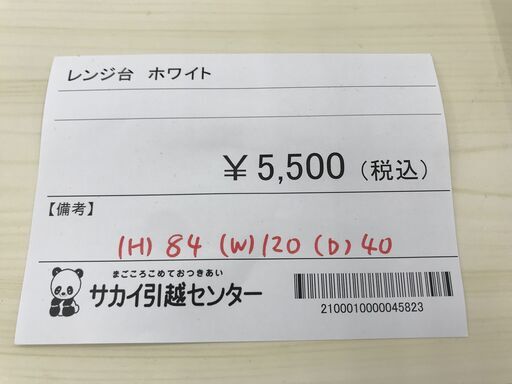 レンジ台　ホワイト
￥5,500（税込）
【備考】
(H) 84 (W) 120 (D) 40
まごころこめておつきあい
サカイ引越センター
2100010000045823